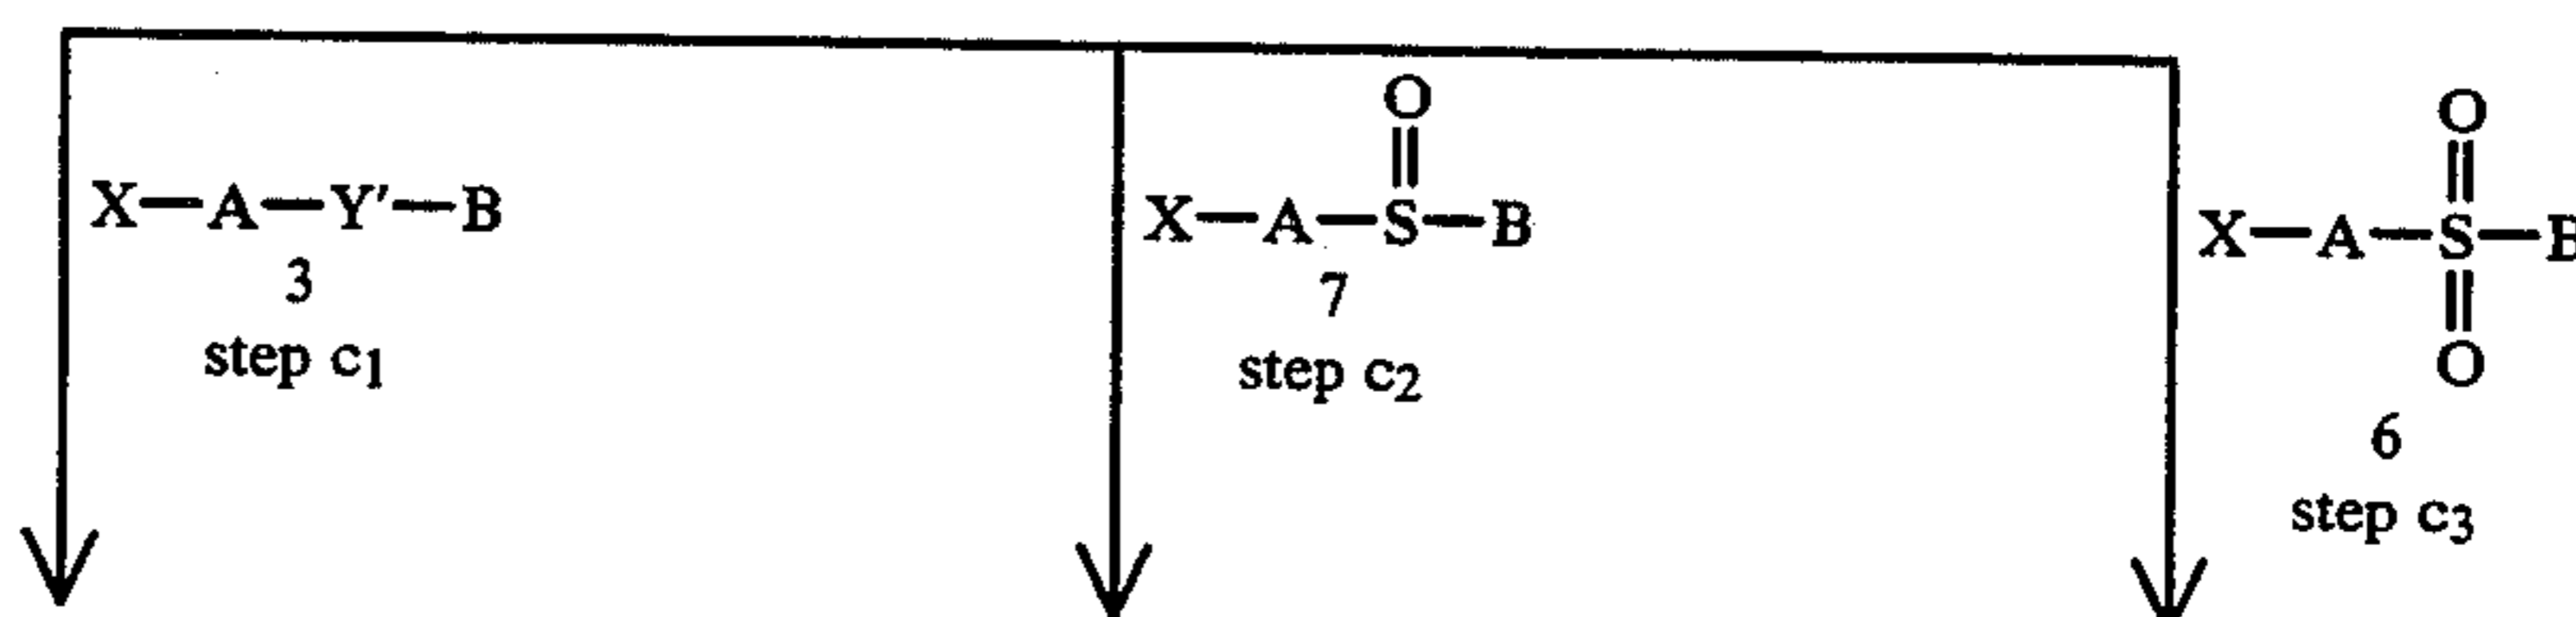 X—A—Y'—B
3
step c1
O
X—A—S—B
7
step c2
O
X—A—S—B
O
6
step c3